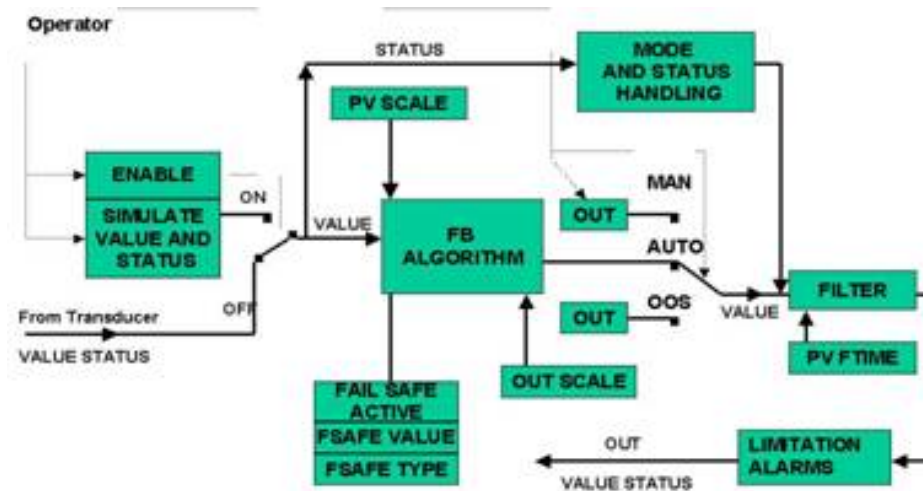 Operator
STATUS
MODE
AND STATUS
HANDLING
PV SCALE
ENABLE
SIMULATE
VALUE AND
STATUS
ON
OFF
VALUE
FB
ALGORITHM
MAN
OUT
AUTO
OOS
OUT
VALUE
FILTER
PV FTIME
From Transducer
VALUE STATUS
FAIL SAFE
ACTIVE
FSAFE VALUE
FSAFE TYPE
OUT SCALE
OUT
VALUE STATUS
LIMITATION
ALARMS